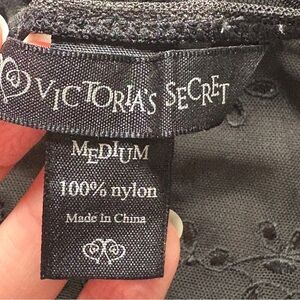 VICTORIA'S SECRET
MEDIUM
100% nylon
Made In China